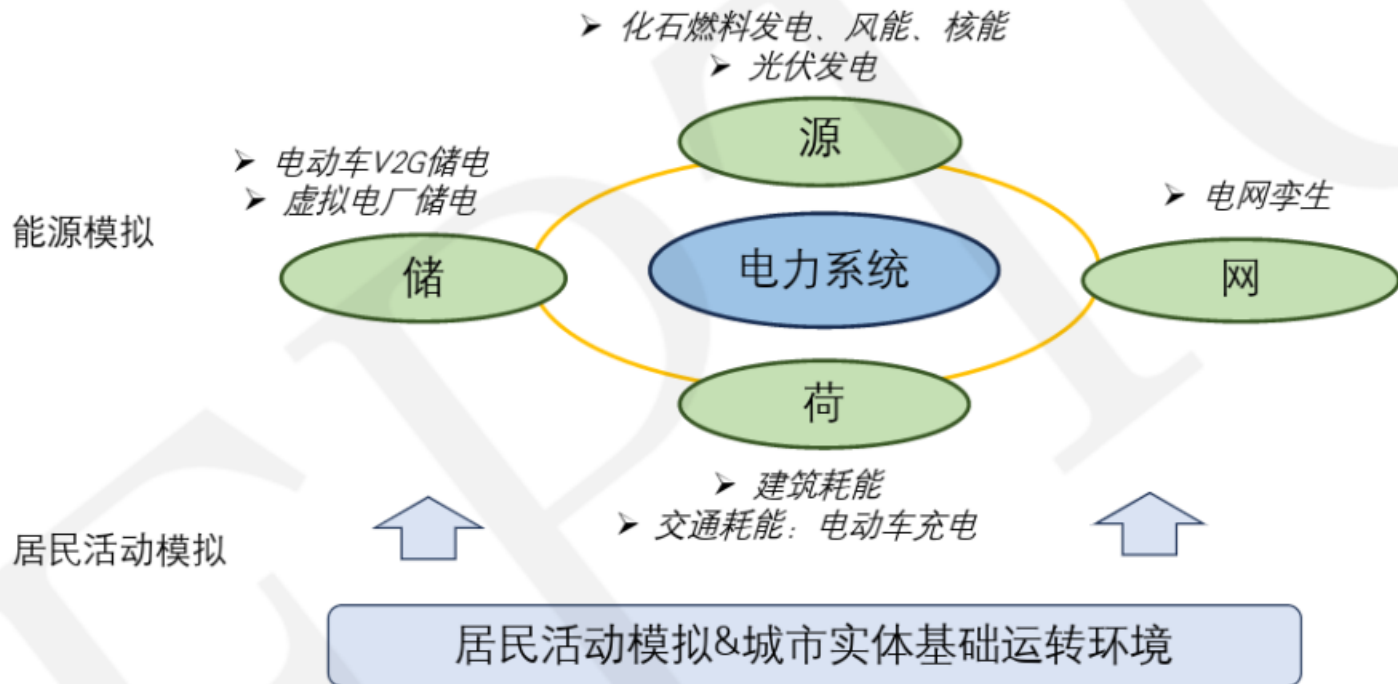 ➢ 化石燃料发电、风能、核能
➢ 光伏发电
源
➢ 电动车V2G储电
➢ 虚拟电厂储电
➢ 电网孪生
能源模拟
储
电力系统
网
荷
➢ 建筑耗能
➢ 交通耗能：电动车充电
居民活动模拟
居民活动模拟&城市实体基础运转环境